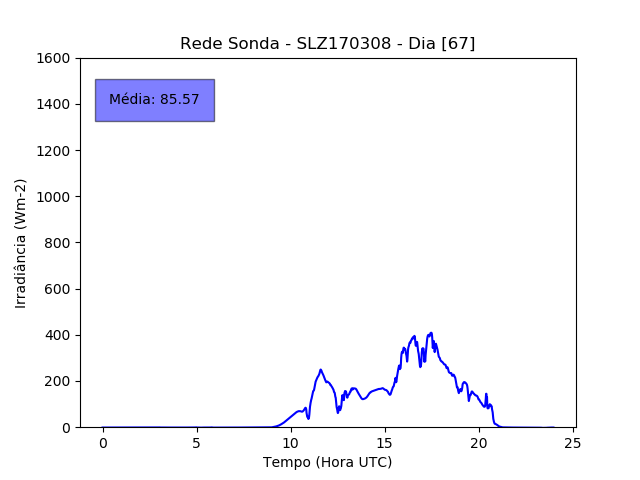 Rede Sonda - SLZ170308 - Dia [67]
1600
1400
1200
1000
800
600
400
200
0
Média: 85.57
Irradiância (Wm-2)
0 5 10 15 20 25
Tempo (Hora UTC)